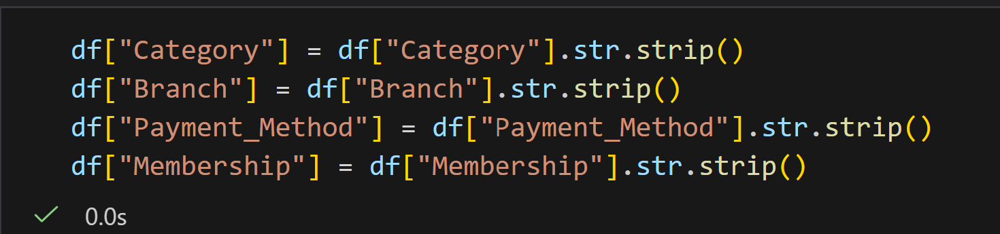 df["Category"] = df["Category"].str.strip()
df["Branch"] = df["Branch"].str.strip()
df["Payment_Method"] = df["Payment_Method"].str.strip()
df["Membership"] = df["Membership"].str.strip()
0.0s